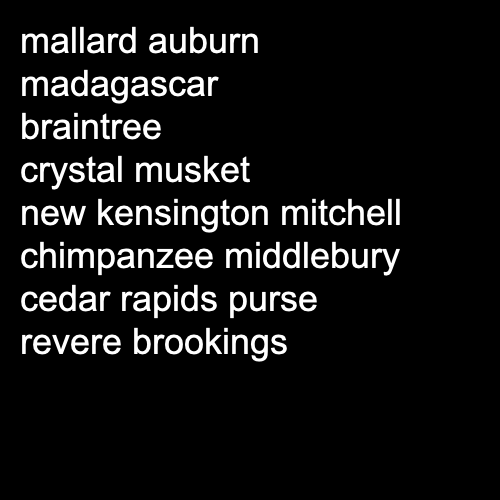 mallard auburn
madagascar
braintree
crystal musket
new kensington mitchell
chimpanzee middlebury
cedar rapids purse
revere brookings